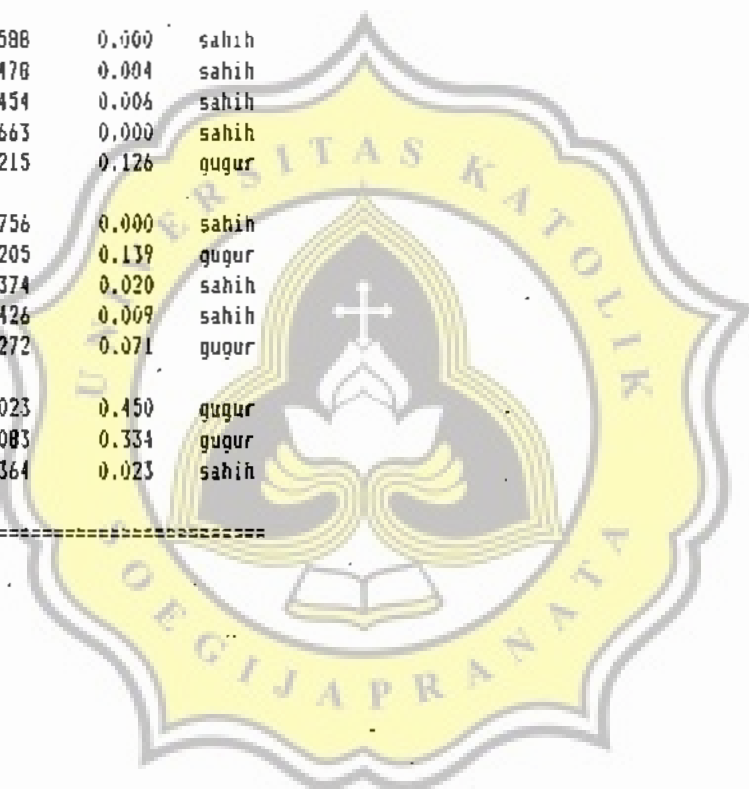 588 0.000 sahih
478 0.004 sahih
454 0.006 sahih
663 0,000 sahih
215 0.126 gugur
756 0.000 sahih
205 0.139 gugur
374 0.020 sahih
426 0.009 sahih
272 0.071 gugur
023 0.450 gugur
083 0.334 gugur
364 0.023 sahih
==========================
UNIVERSITAS KATOLIK
SOEGIJAPRANATA